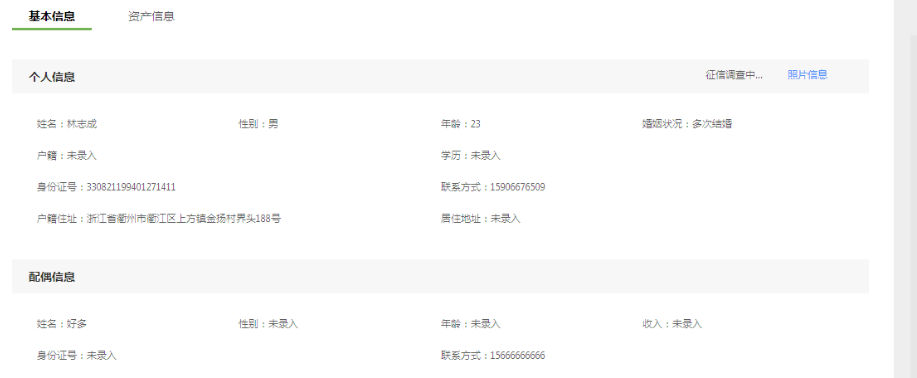 基本信息 资产信息
个人信息 征信调查中... 照片信息
姓名：林志成 性别：男 年龄：23 婚姻状况：多次结婚
户籍：未录入 学历：未录入
身份证号：330821199401271411 联系方式：15906676509
户籍住址：浙江省衢州市衢江区上方镇金扬村界头188号 居住地址：未录入
配偶信息
姓名：好多 性别：未录入 年龄：未录入 收入：未录入
身份证号：未录入 联系方式：15666666666